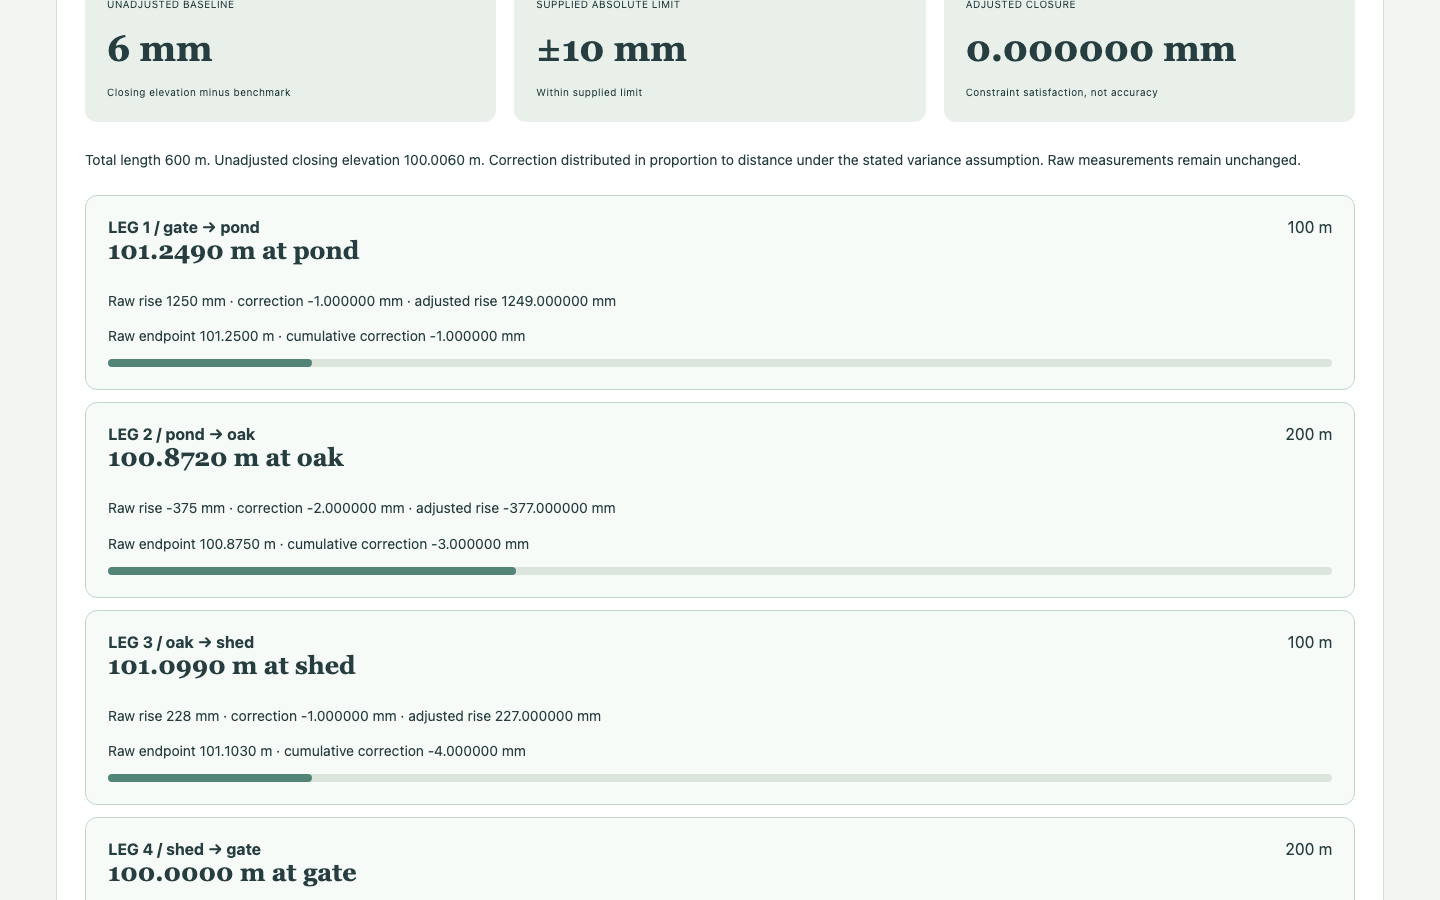 UNADJUSTED BASELINE
6 mm
Closing elevation minus benchmark
SUPPLIED ABSOLUTE LIMIT
±10 mm
Within supplied limit
ADJUSTED CLOSURE
0.000000 mm
Constraint satisfaction, not accuracy
Total length 600 m. Unadjusted closing elevation 100.0060 m. Correction distributed in proportion to distance under the stated variance assumption. Raw measurements remain unchanged.
LEG 1 / gate → pond
100 m
101.2490 m at pond
Raw rise 1250 mm · correction -1.000000 mm · adjusted rise 1249.000000 mm
Raw endpoint 101.2500 m · cumulative correction -1.000000 mm
LEG 2 / pond → oak
200 m
100.8720 m at oak
Raw rise -375 mm · correction -2.000000 mm · adjusted rise -377.000000 mm
Raw endpoint 100.8750 m · cumulative correction -3.000000 mm
LEG 3 / oak → shed
100 m
101.0990 m at shed
Raw rise 228 mm · correction -1.000000 mm · adjusted rise 227.000000 mm
Raw endpoint 101.1030 m · cumulative correction -4.000000 mm
LEG 4 / shed → gate
200 m
100.0000 m at gate